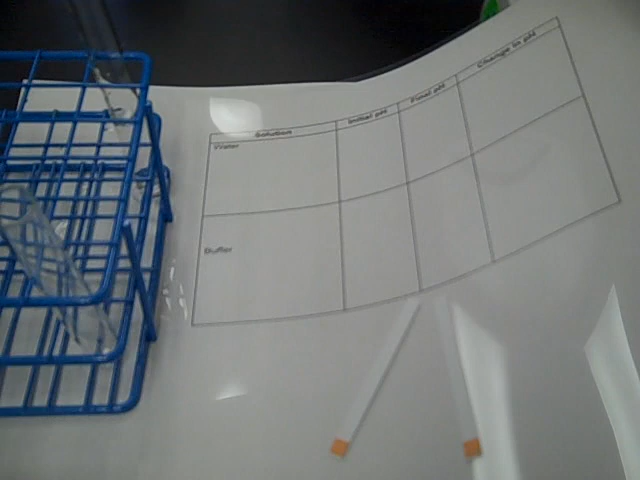 Solution Initial pH Final pH Change in pH
Water
Buffer